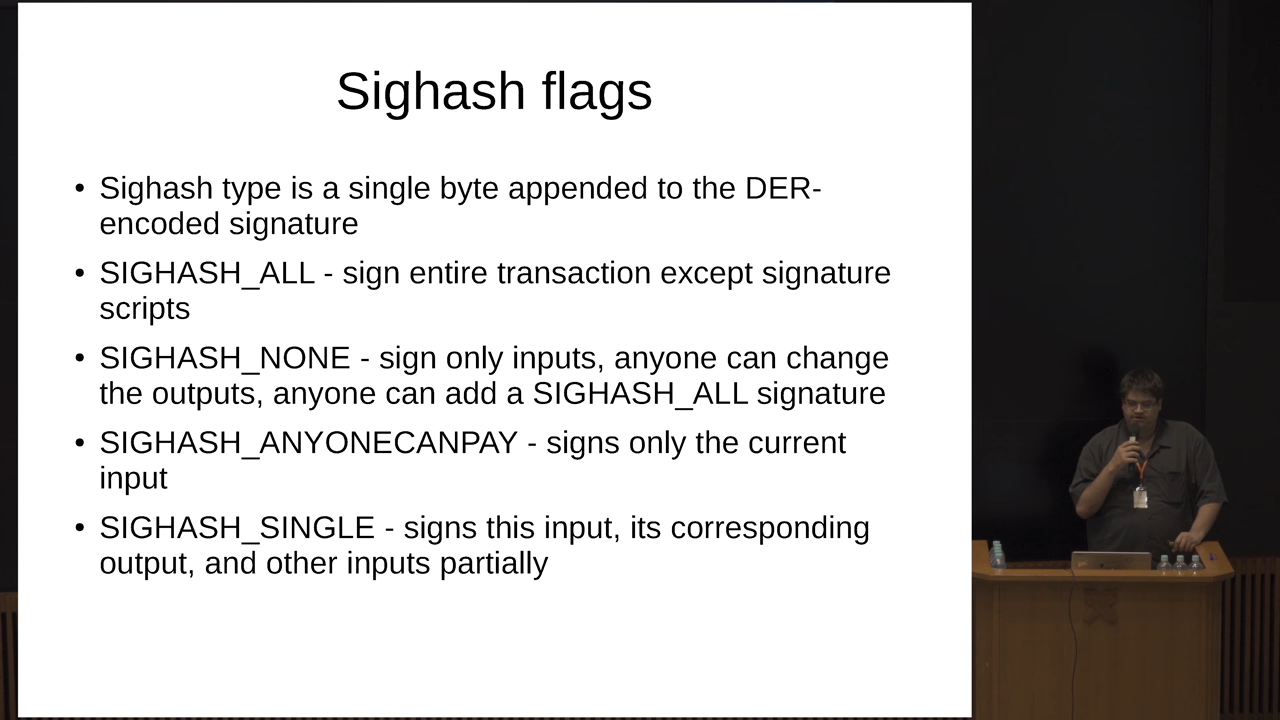 Sighash flags
• Sighash type is a single byte appended to the DER-
encoded signature
• SIGHASH_ALL - sign entire transaction except signature
scripts
• SIGHASH_NONE - sign only inputs, anyone can change
the outputs, anyone can add a SIGHASH_ALL signature
• SIGHASH_ANYONECANPAY - signs only the current
input
• SIGHASH_SINGLE - signs this input, its corresponding
output, and other inputs partially